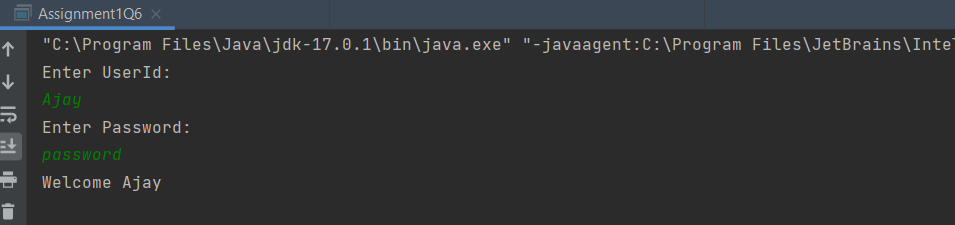 Assignment1Q6
"C:\Program Files\Java\jdk-17.0.1\bin\java.exe" "-javaagent:C:\Program Files\JetBrains\Inte
Enter UserId:
Ajay
Enter Password:
password
Welcome Ajay